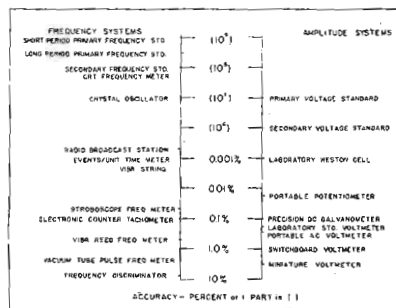 FREQUENCY SYSTEMS
AMPLITUDE SYSTEMS
SHORT PERIOD PRIMARY FREQUENCY STD.
LONG PERIOD PRIMARY FREQUENCY STD.
SECONDARY FREQUENCY STD.
CRT FREQUENCY METER
CRYSTAL OSCILLATOR
PRIMARY VOLTAGE STANDARD
SECONDARY VOLTAGE STANDARD
RADIO BROADCAST STATION
EVENTS/UNIT TIME METER
0.001%
LABORATORY WESTON CELL
VIBR STRING
0.01%
PORTABLE POTENTIOMETER
STROBOSCOPE FREQ METER
ELECTRONIC COUNTER TACHOMETER
0.1%
PRECISION DC GALVANOMETER
LABORATORY STD. VOLTMETER
PORTABLE AC VOLTMETER
VIBR REED FREQ METER
1.0%
SWITCHBOARD VOLTMETER
VACUUM TUBE PULSE FREQ METER
MINIATURE VOLTMETER
FREQUENCY DISCRIMINATOR
10%
ACCURACY - PERCENT or 1 PART in ( )